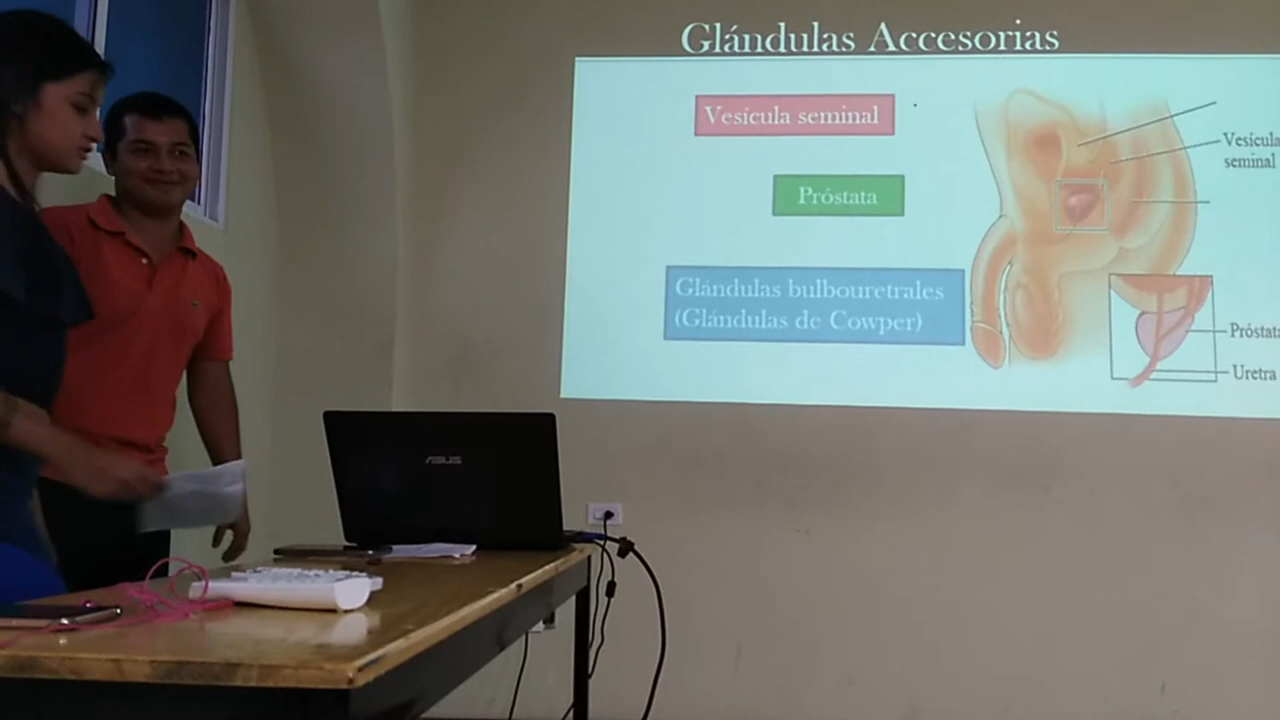 Glándulas Accesorias
Vesícula seminal
Próstata
Glándulas bulbouretrales
(Glándulas de Cowper)
Vesícula
seminal
Próstata
Uretra
ASUS